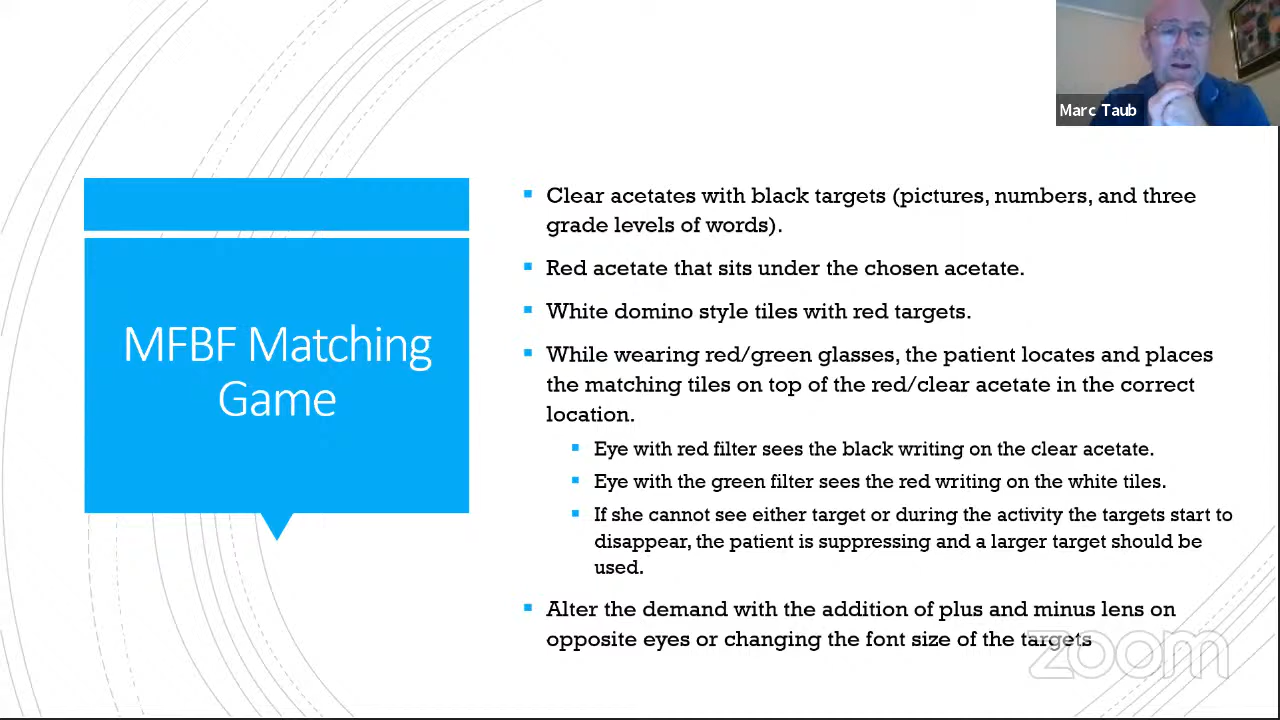 Marc Taub
MFBF Matching
Game
Clear acetates with black targets (pictures, numbers, and three
grade levels of words).
Red acetate that sits under the chosen acetate.
White domino style tiles with red targets.
While wearing red/green glasses, the patient locates and places
the matching tiles on top of the red/clear acetate in the correct
location.
Eye with red filter sees the black writing on the clear acetate.
Eye with the green filter sees the red writing on the white tiles.
If she cannot see either target or during the activity the targets start to
disappear, the patient is suppressing and a larger target should be
used.
Alter the demand with the addition of plus and minus lens on
opposite eyes or changing the font size of the targets
zoom